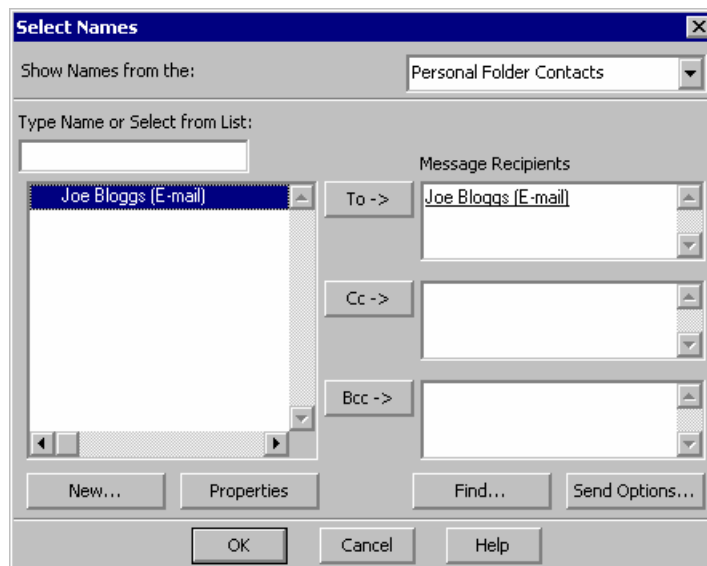 Select Names
Show Names from the:
Personal Folder Contacts
Type Name or Select from List:
Message Recipients
Joe Bloggs (E-mail)
To ->
Joe Bloggs (E-mail)
Cc ->
Bcc ->
New...
Properties
Find...
Send Options...
OK
Cancel
Help